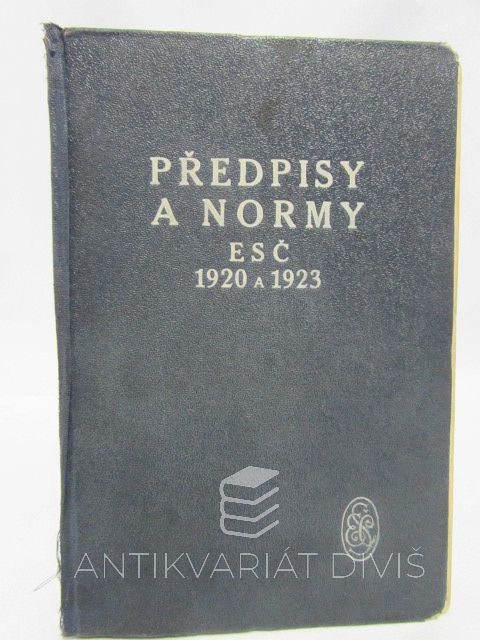 PŘEDPISY
A NORMY
ESČ
1920 A 1923
ANTIKVARIÁT DIVIŠ